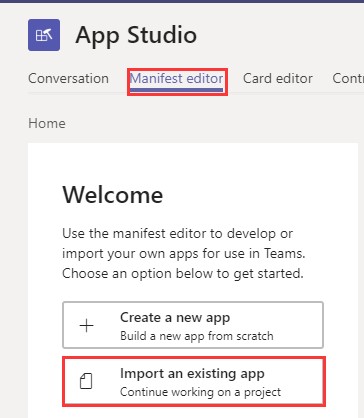 App Studio
Conversation Manifest editor Card editor
Home
Welcome
Use the manifest editor to develop or
import your own apps for use in Teams.
Choose an option below to get started.
Create a new app
Build a new app from scratch
Import an existing app
Continue working on a project